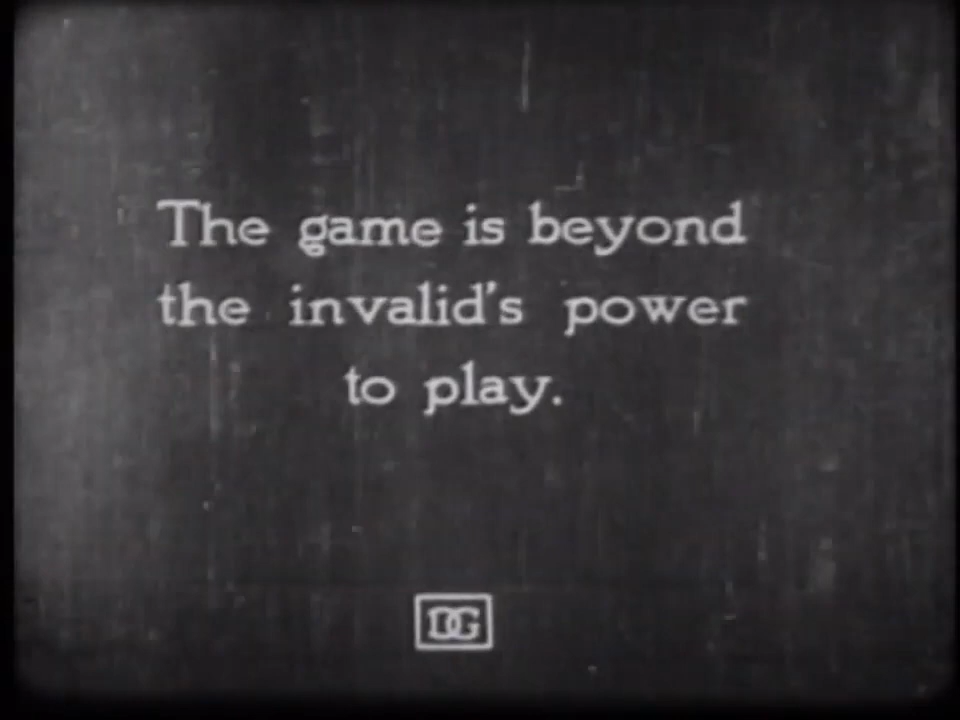 The game is beyond
the invalid's power
to play.
DG